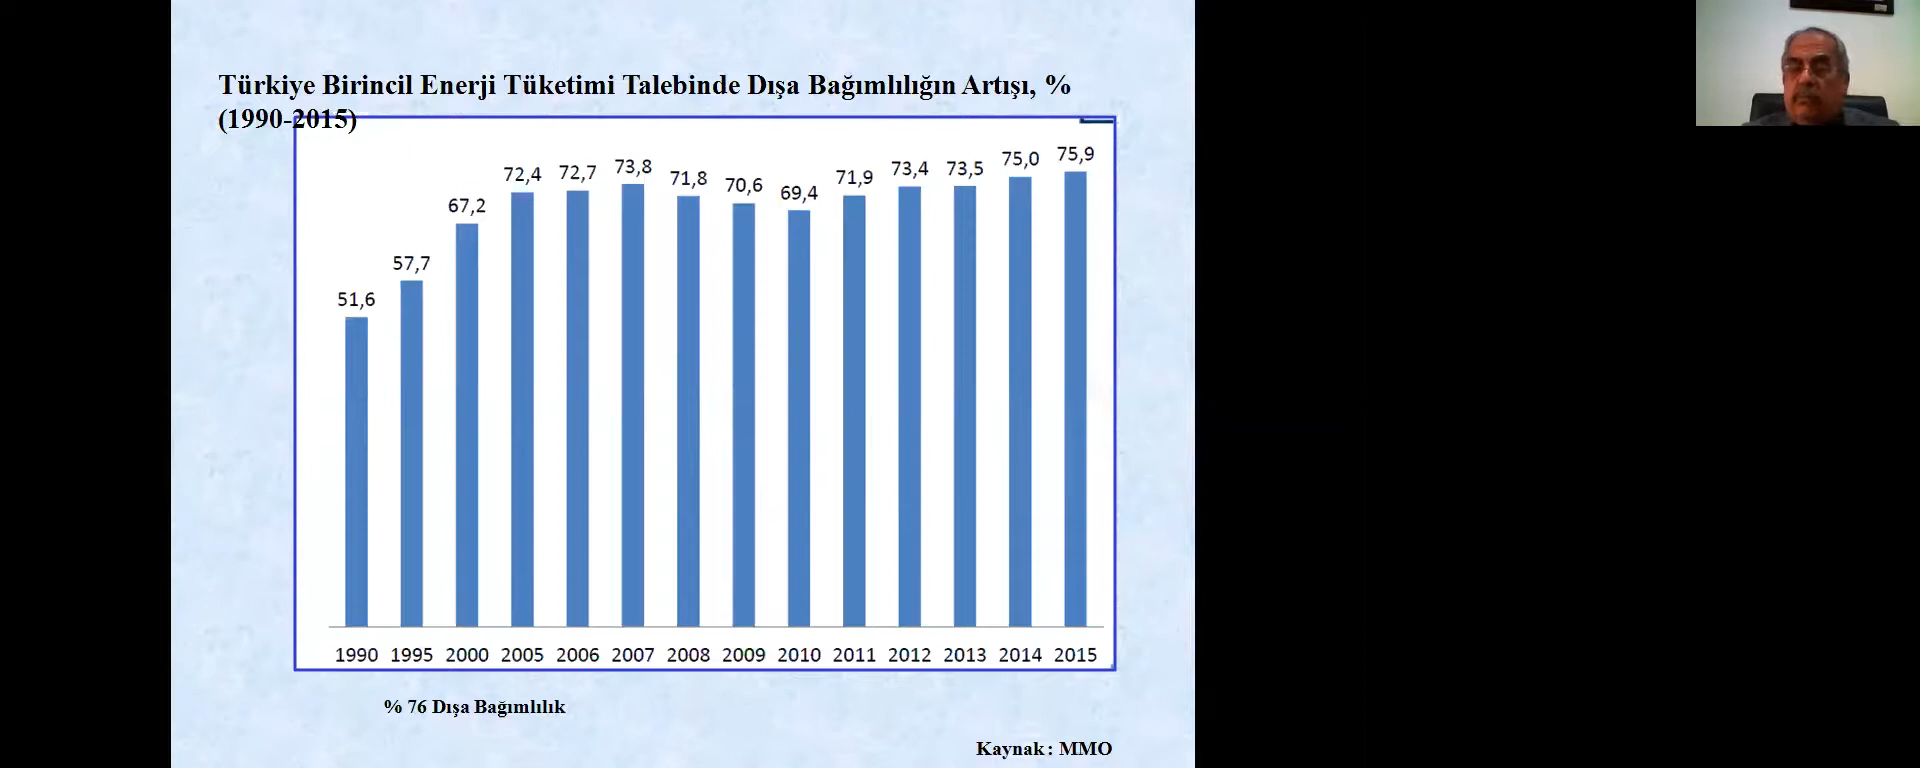 Türkiye Birincil Enerji Tüketimi Talebinde Dışa Bağımlılığın Artışı, %
(1990-2015)
51,6 57,7 67,2 72,4 72,7 73,8 71,8 70,6 69,4 71,9 73,4 73,5 75,0 75,9
1990 1995 2000 2005 2006 2007 2008 2009 2010 2011 2012 2013 2014 2015
% 76 Dışa Bağımlılık
Kaynak: MMO